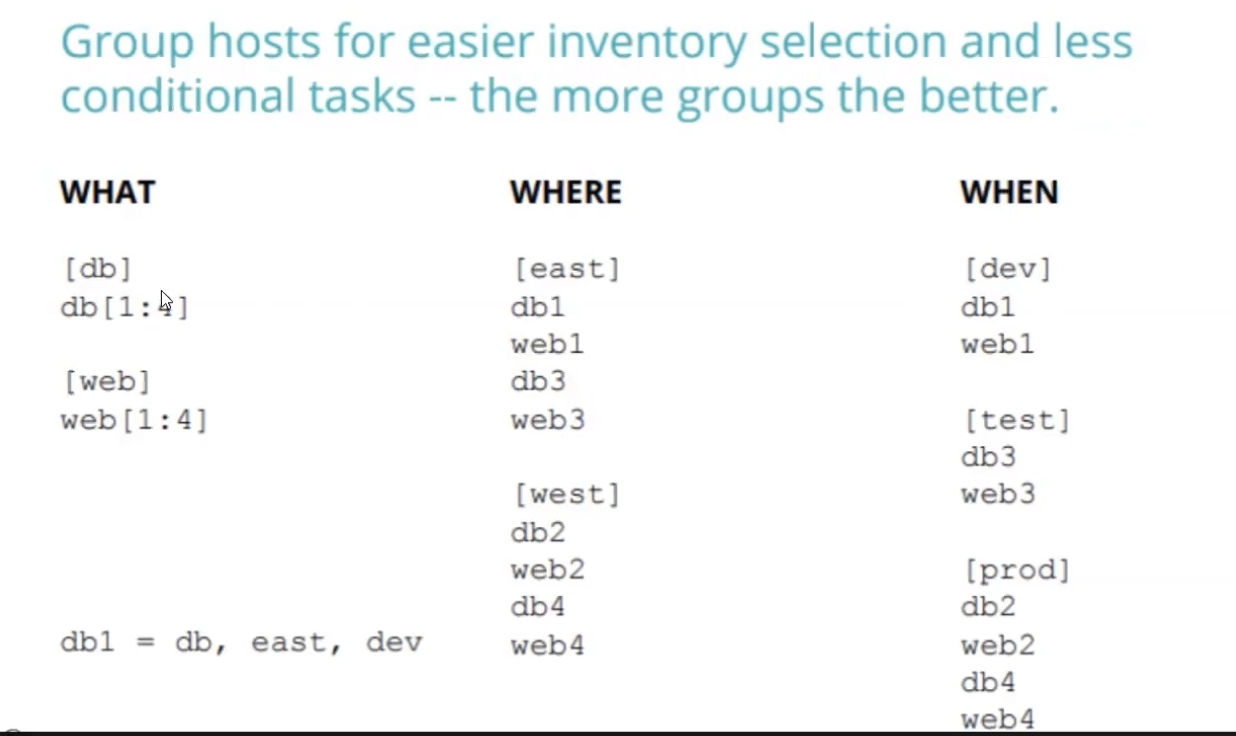 Group hosts for easier inventory selection and less
conditional tasks -- the more groups the better.
WHAT
[db]
db[1:4]
[web]
web[1:4]
db1 = db, east, dev
WHERE
[east]
db1
web1
db3
web3
[west]
db2
web2
db4
web4
WHEN
[dev]
db1
web1
[test]
db3
web3
[prod]
db2
web2
db4
web4